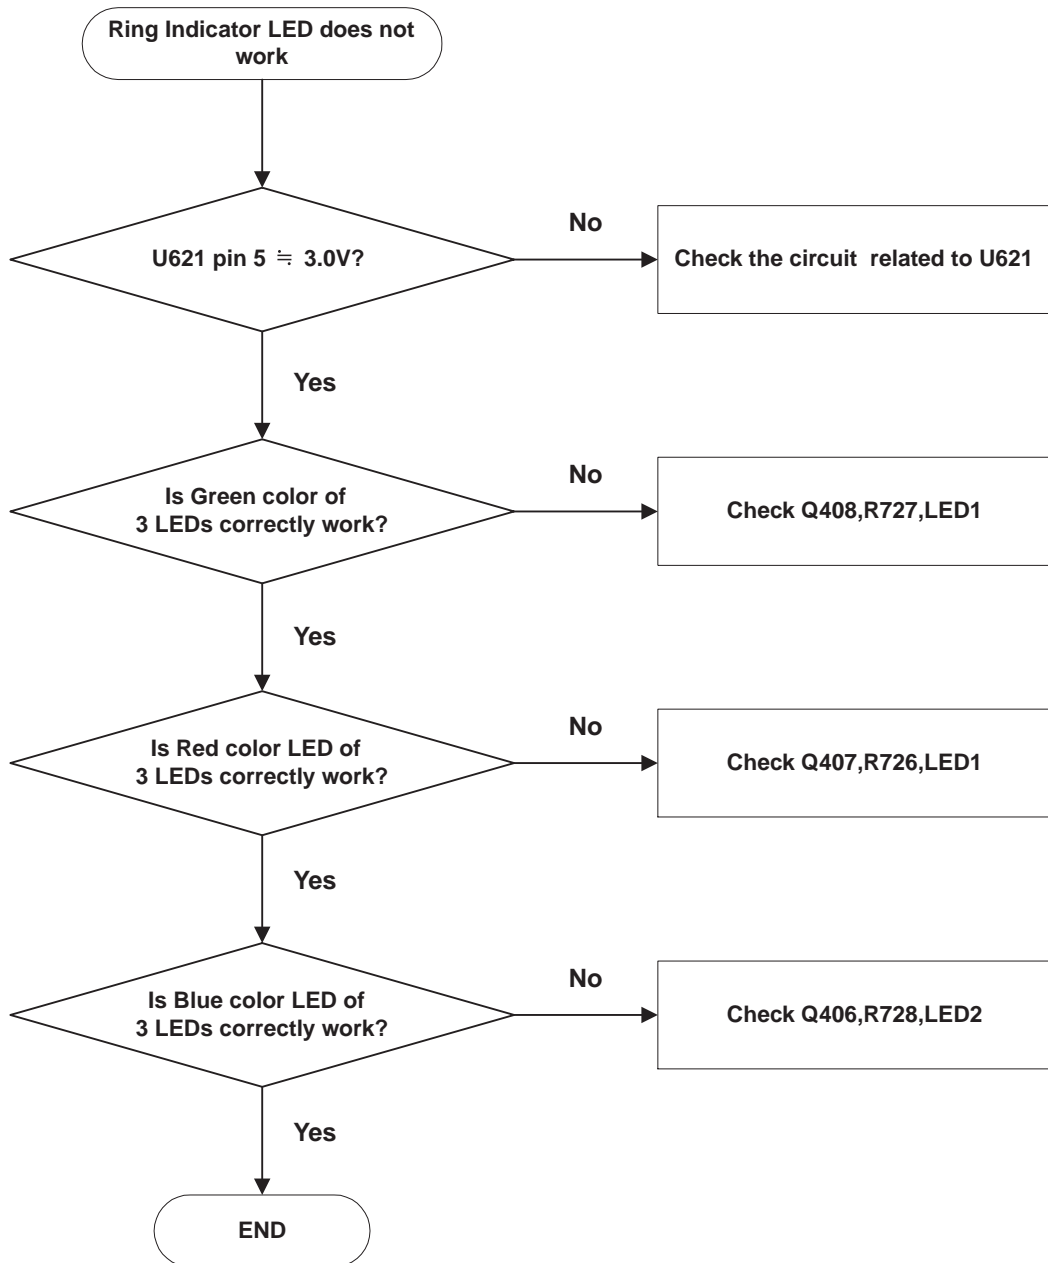 Ring Indicator LED does not
work
U621 pin 5 ≒ 3.0V?
No
Check the circuit related to U621
Yes
Is Green color of
3 LEDs correctly work?
No
Check Q408,R727,LED1
Yes
Is Red color LED of
3 LEDs correctly work?
No
Check Q407,R726,LED1
Yes
Is Blue color LED of
3 LEDs correctly work?
No
Check Q406,R728,LED2
Yes
END